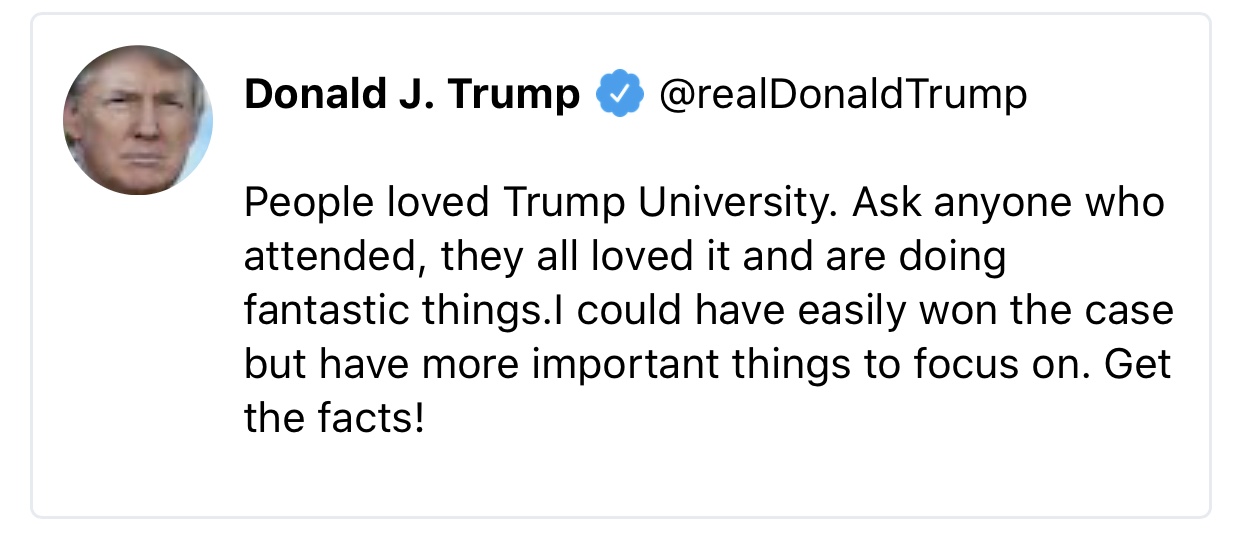 Donald J. Trump @realDonaldTrump
People loved Trump University. Ask anyone who
attended, they all loved it and are doing
fantastic things.I could have easily won the case
but have more important things to focus on. Get
the facts!